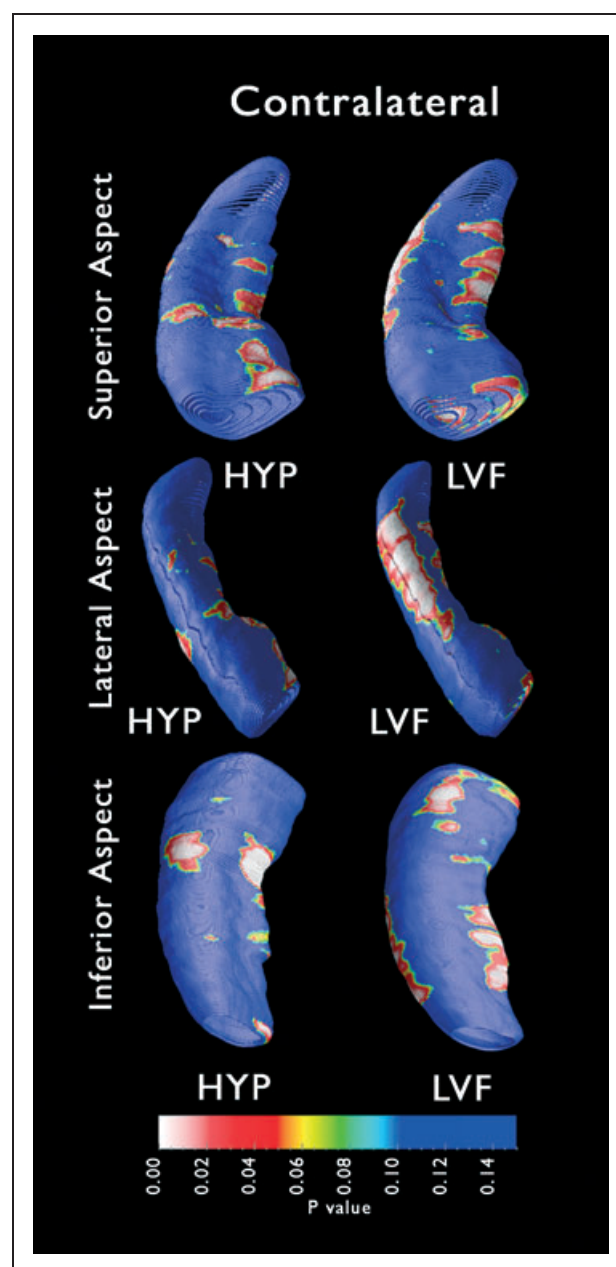 Contralateral
Superior Aspect
HYP
LVF
Lateral Aspect
HYP
LVF
Inferior Aspect
HYP
LVF
0.00
0.02
0.04
0.06
0.08
0.10
0.12
0.14
P value